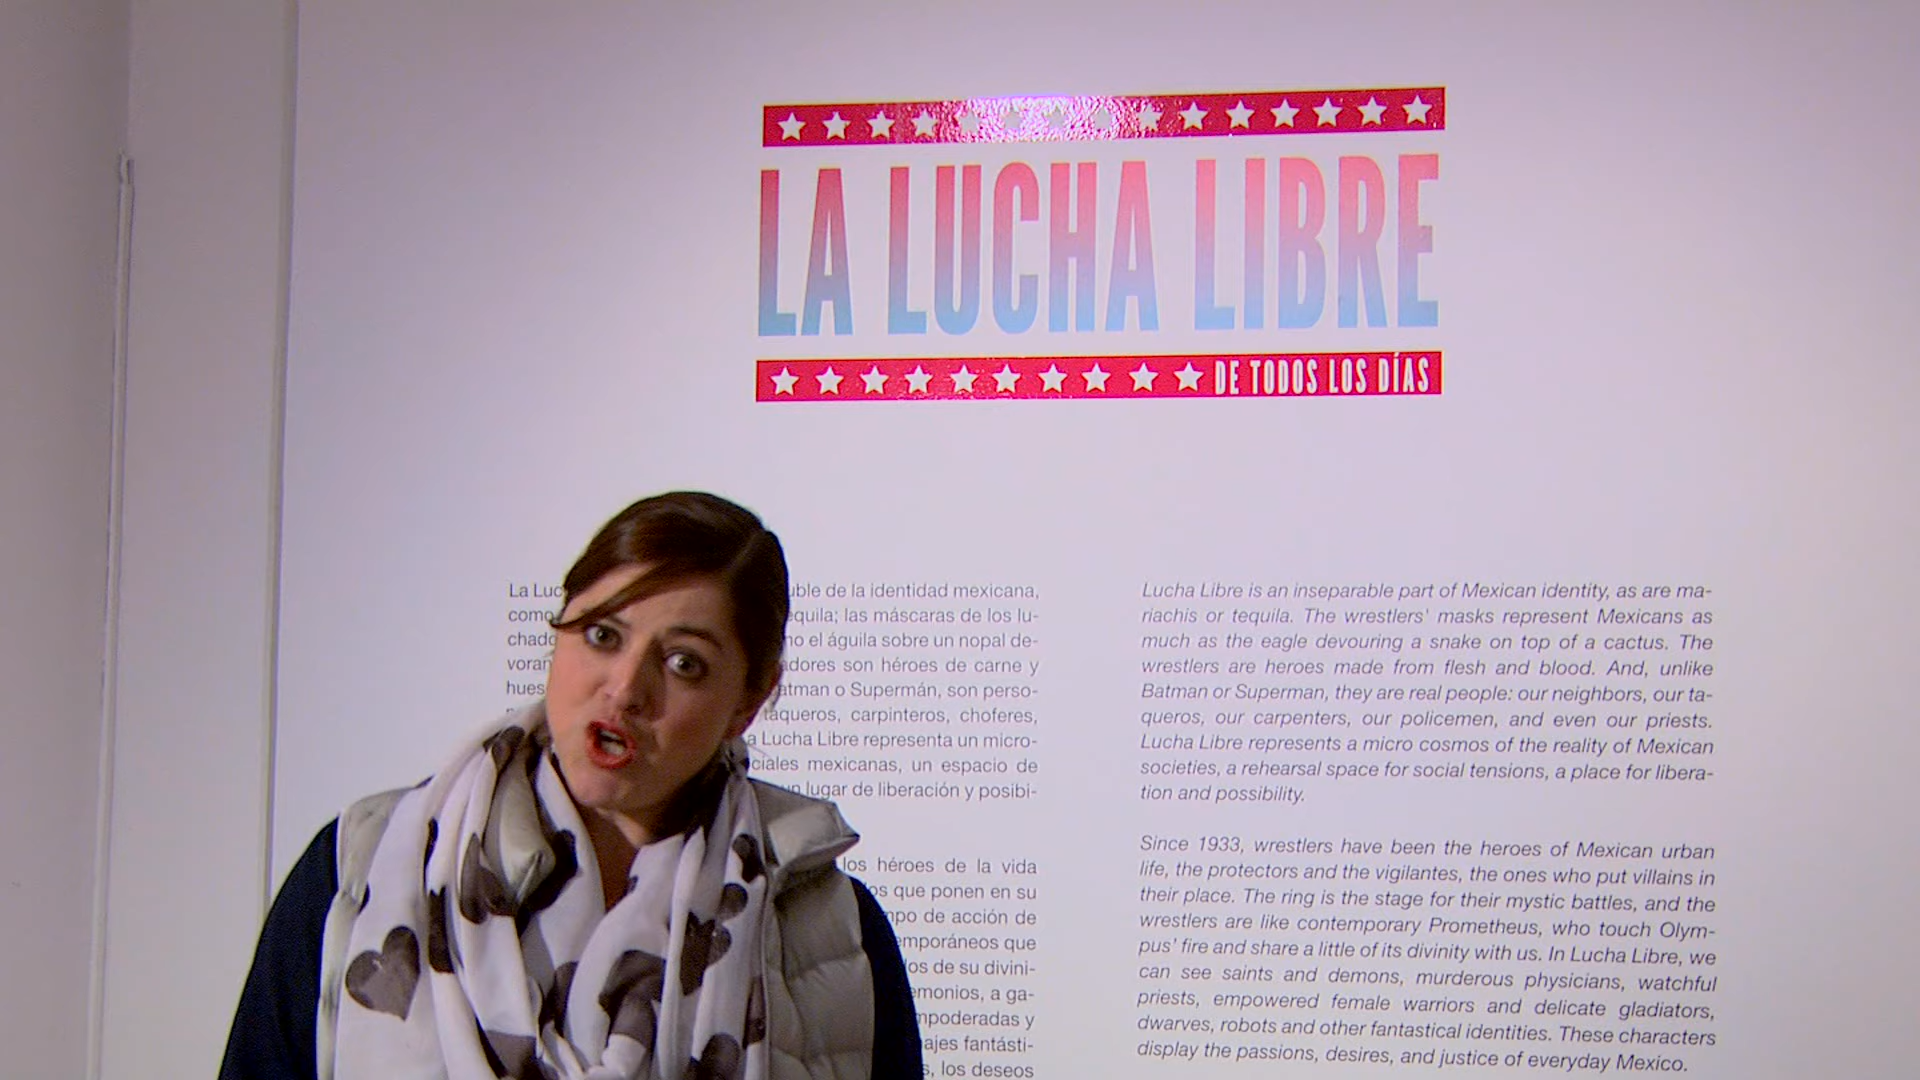 LA LUCHA LIBRE
DE TODOS LOS DÍAS
La Luc
uble de la identidad mexicana,
como
equila; las máscaras de los lu-
chado
no el águila sobre un nopal de-
voran
adores son héroes de carne y
hues
atman o Supermán, son perso-
taqueros, carpinteros, choferes,
a Lucha Libre representa un micro-
ciales mexicanas, un espacio de
un lugar de liberación y posibi-
los héroes de la vida
os que ponen en su
mpo de acción de
emporáneos que
los de su divini-
emonios, a ga-
mpoderadas y
ajes fantásti-
s, los deseos
Lucha Libre is an inseparable part of Mexican identity, as are ma-
riachis or tequila. The wrestlers' masks represent Mexicans as
much as the eagle devouring a snake on top of a cactus. The
wrestlers are heroes made from flesh and blood. And, unlike
Batman or Superman, they are real people: our neighbors, our ta-
queros, our carpenters, our policemen, and even our priests.
Lucha Libre represents a micro cosmos of the reality of Mexican
societies, a rehearsal space for social tensions, a place for libera-
tion and possibility.
Since 1933, wrestlers have been the heroes of Mexican urban
life, the protectors and the vigilantes, the ones who put villains in
their place. The ring is the stage for their mystic battles, and the
wrestlers are like contemporary Prometheus, who touch Olym-
pus' fire and share a little of its divinity with us. In Lucha Libre, we
can see saints and demons, murderous physicians, watchful
priests, empowered female warriors and delicate gladiators,
dwarves, robots and other fantastical identities. These characters
display the passions, desires, and justice of everyday Mexico.